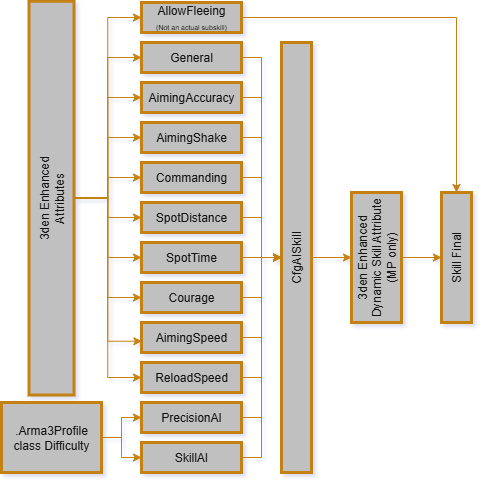 AllowFleeing
(Not an actual subskill)
General
AimingAccuracy
AimingShake
Commanding
SpotDistance
SpotTime
Courage
AimingSpeed
ReloadSpeed
PrecisionAI
SkillAI
3den Enhanced
Attributes
.Arma3Profile
class Difficulty
CfgAISkill
3den Enhanced
Dynamic Skill Attribute
(MP only)
Skill Final